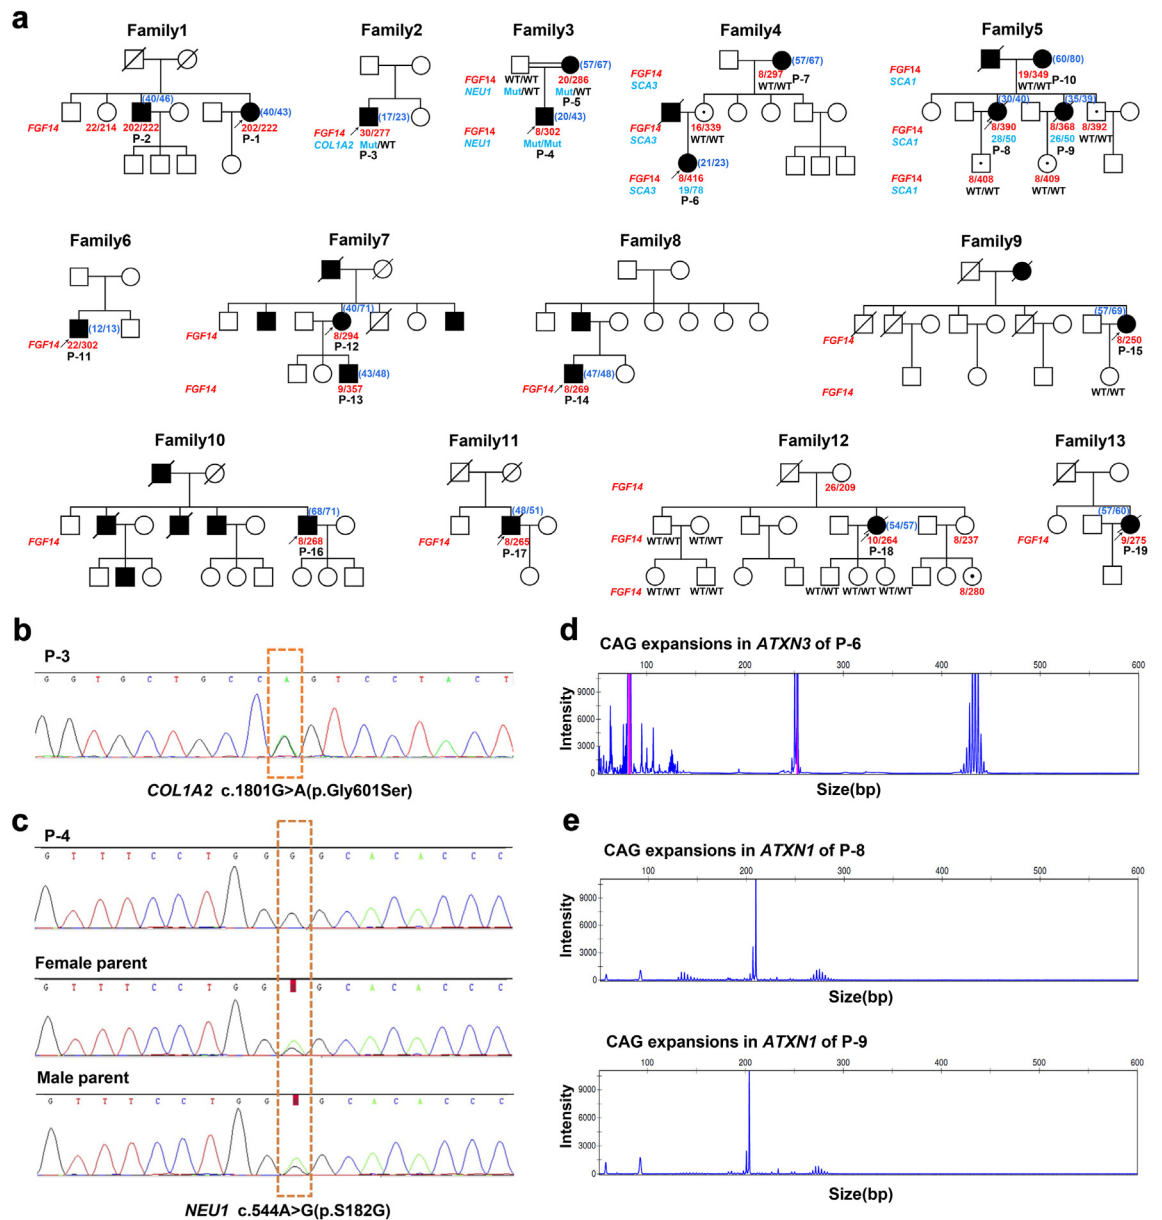 a
Family1
Family2
Family3
Family4
Family5
(40/46)
(40/43)
22/214
202/222
202/222
P-2
P-1
(17/23)
FGF14
30/277
COL1A2
Mut/WT
P-3
(57/67)
FGF14
WT/WT
20/286
NEU1
Mut/WT
Mut/WT
P-5
(20/43)
FGF14
8/302
NEU1
Mut/Mut
P-4
(57/67)
FGF14
8/297
P-7
SCA3
WT/WT
FGF14
16/339
SCA3
WT/WT
(21/23)
FGF14
8/416
SCA3
19/78
P-6
(60/80)
FGF14
19/349
P-10
SCA1
WT/WT
(30/40)
(35/39)
FGF14
8/390
8/368
8/392
SCA1
28/50
26/50
WT/WT
P-8
P-9
FGF14
8/408
8/409
SCA1
WT/WT
WT/WT
Family6
Family7
Family8
Family9
(12/13)
FGF14
22/302
P-11
(40/71)
FGF14
8/294
P-12
(43/48)
FGF14
9/357
P-13
(47/48)
FGF14
8/269
P-14
(57/69)
FGF14
8/250
P-15
FGF14
WT/WT
Family10
Family11
Family12
Family13
(68/71)
FGF14
8/268
P-16
(48/51)
FGF14
8/265
P-17
FGF14
26/209
(54/57)
FGF14
WT/WT
WT/WT
10/264
8/237
P-18
FGF14
WT/WT
WT/WT
WT/WT
WT/WT
WT/WT
8/280
(57/60)
FGF14
9/275
P-19
b
P-3
G G T G C T G C C A G T C C T A C T
COL1A2 c.1801G>A(p.Gly601Ser)
c
P-4
G T T T C C T G G G G C A C A C C C
Female parent
G T T T C C T G G G C A C A C C C
Male parent
G T T T C C T G G G C A C A C C C
NEU1 c.544A>G(p.S182G)
d
CAG expansions in ATXN3 of P-6
100 200 300 400 500 600
Intensity
9000
6000
3000
0
Size(bp)
e
CAG expansions in ATXN1 of P-8
100 200 300 400 500 600
Intensity
9000
6000
3000
0
Size(bp)
CAG expansions in ATXN1 of P-9
100 200 300 400 500 600
Intensity
9000
6000
3000
0
Size(bp)